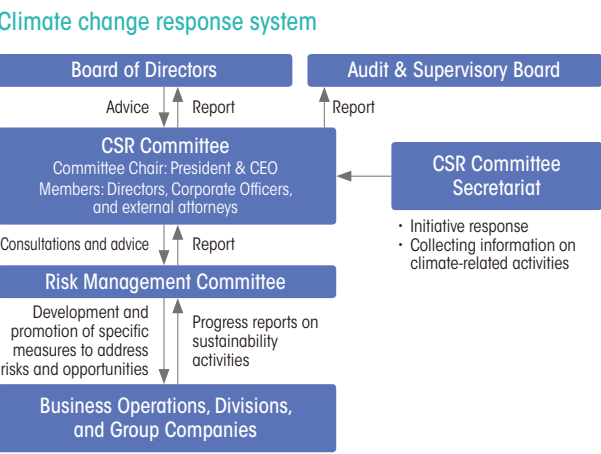 Climate change response system
Board of Directors
Audit & Supervisory Board
Advice
Report
Report
CSR Committee
Committee Chair: President & CEO
Members: Directors, Corporate Officers,
and external attorneys
CSR Committee
Secretariat
・ Initiative response
・ Collecting information on
climate-related activities
Consultations and advice
Report
Risk Management Committee
Development and
promotion of specific
measures to address
risks and opportunities
Progress reports on
sustainability
activities
Business Operations, Divisions,
and Group Companies